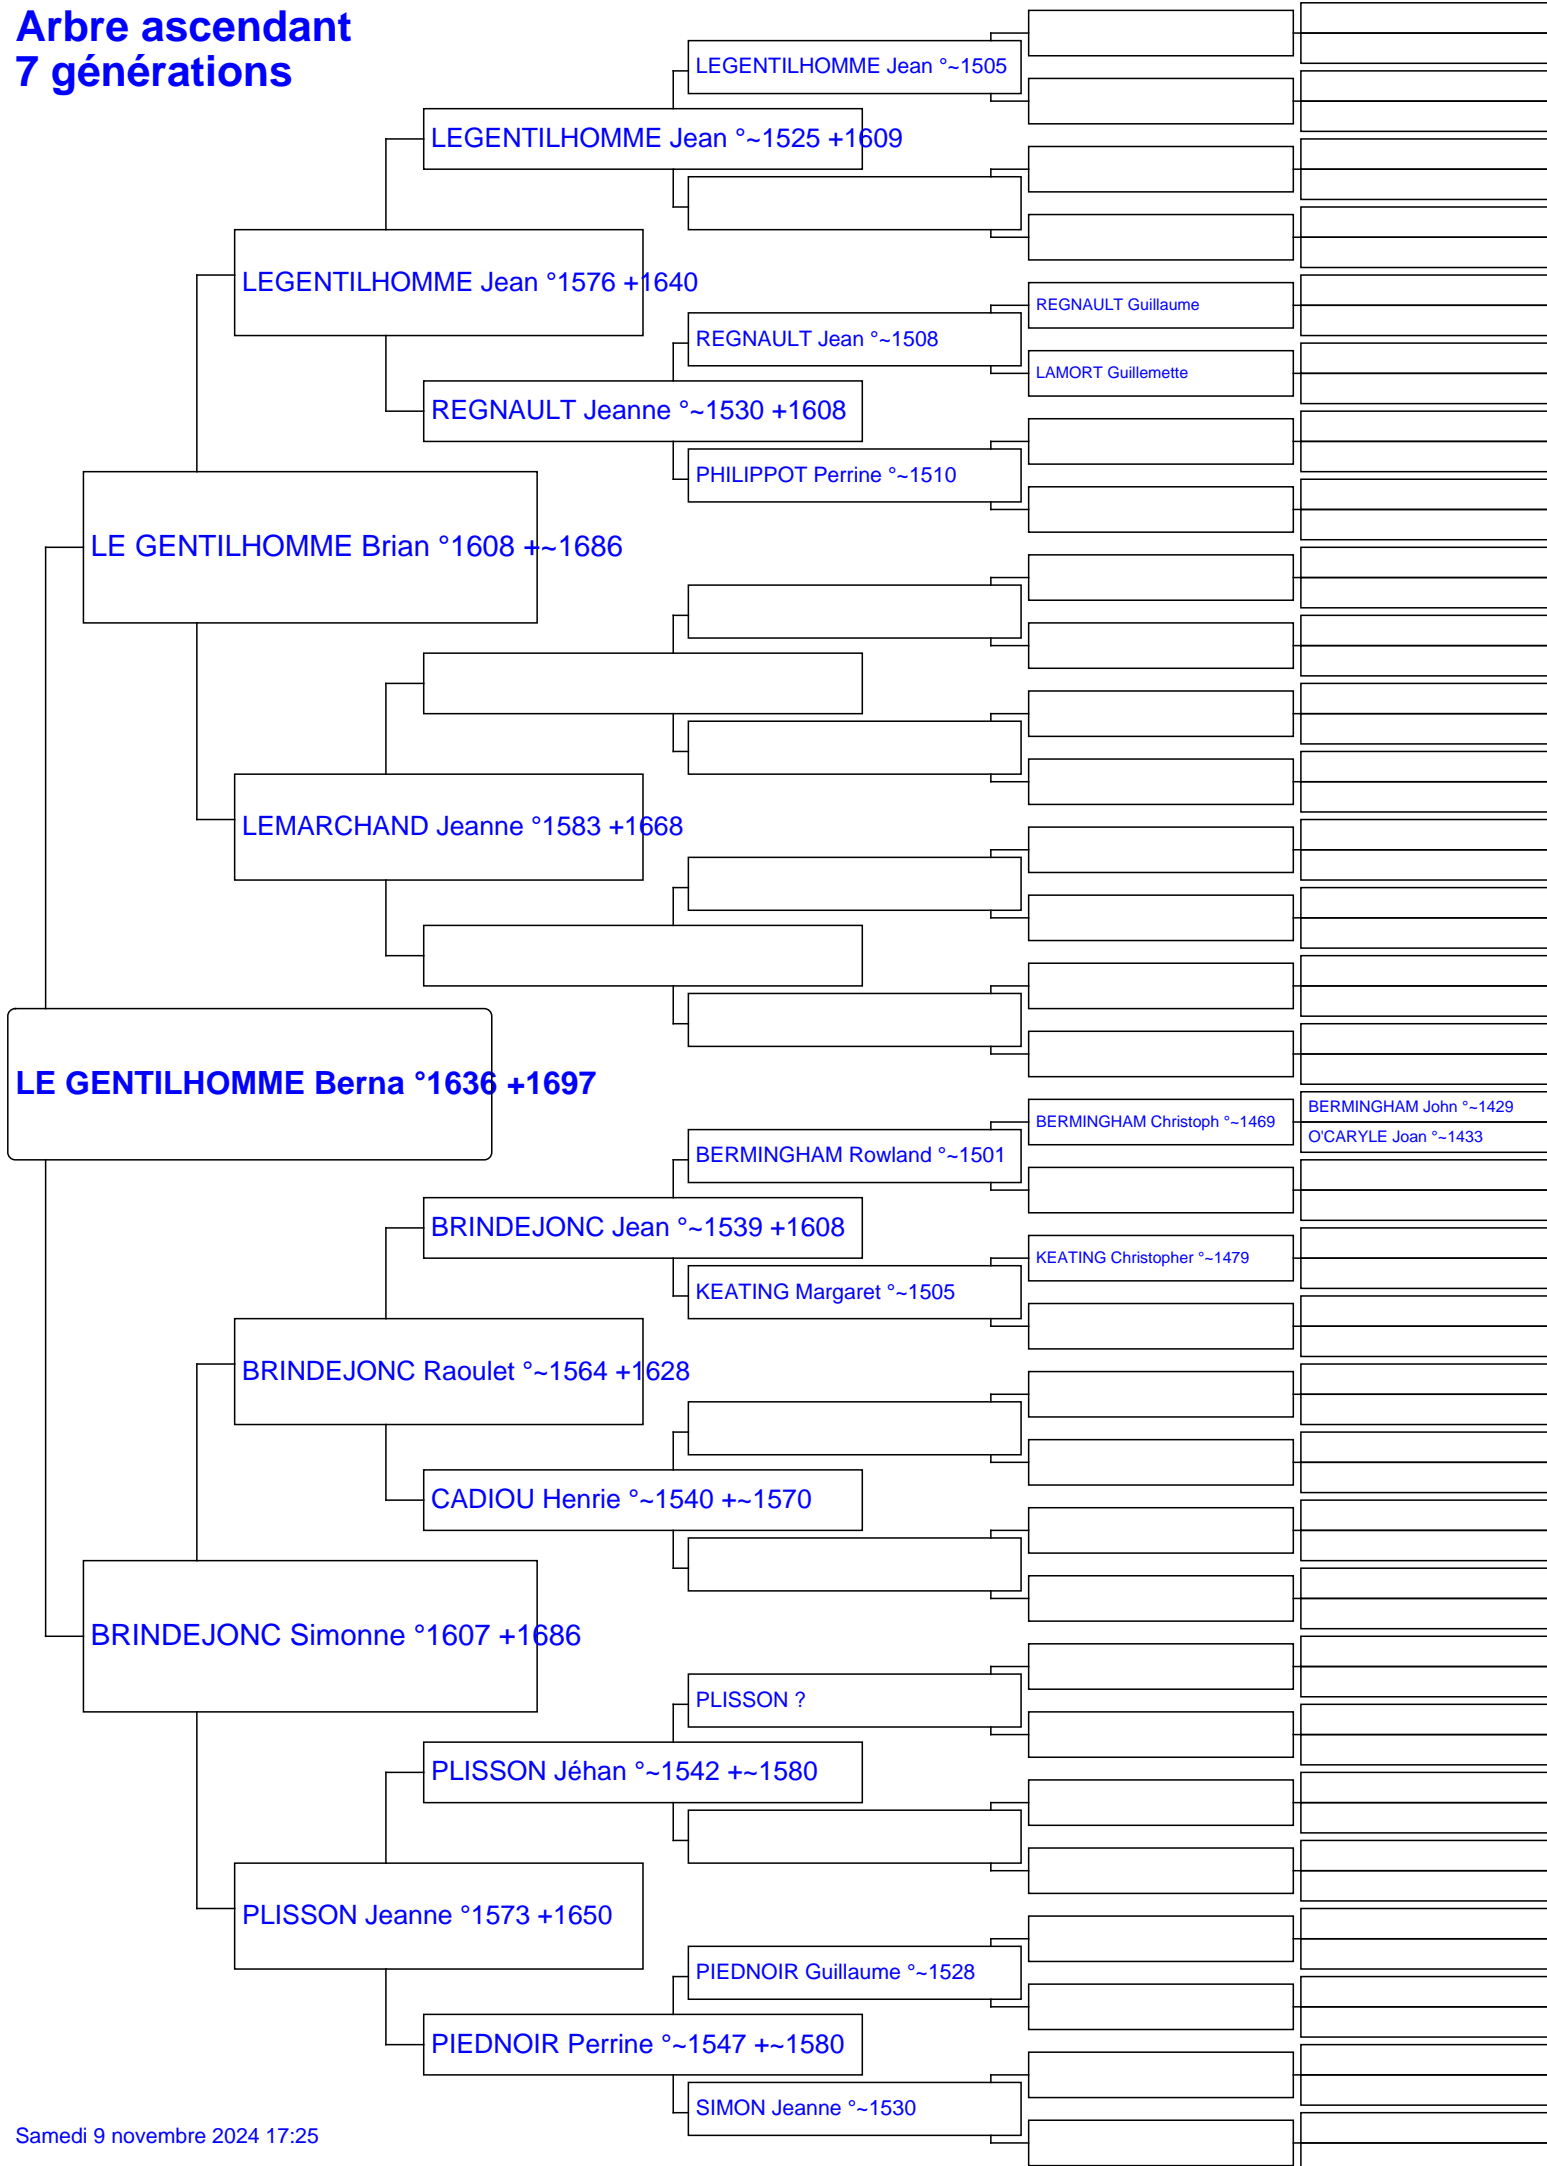 Arbre ascendant
7 générations
LEGENTILHOMME Jean °~1505
LEGENTILHOMME Jean °~1525 +1609
LEGENTILHOMME Jean °1576 +1640
REGNAULT Guillaume
REGNAULT Jean °~1508
LAMORT Guillemette
REGNAULT Jeanne °~1530 +1608
PHILIPPOT Perrine °~1510
LE GENTILHOMME Brian °1608 +~1686
LEMARCHAND Jeanne °1583 +1668
LE GENTILHOMME Berna °1636 +1697
BERMINGHAM John °~1429
BERMINGHAM Christoph °~1469
O'CARYLE Joan °~1433
BERMINGHAM Rowland °~1501
BRINDEJONC Jean °~1539 +1608
KEATING Christopher °~1479
KEATING Margaret °~1505
BRINDEJONC Raoulet °~1564 +1628
CADIOU Henrie °~1540 +~1570
BRINDEJONC Simonne °1607 +1686
PLISSON ?
PLISSON Jéhan °~1542 +~1580
PLISSON Jeanne °1573 +1650
PIEDNOIR Guillaume °~1528
PIEDNOIR Perrine °~1547 +~1580
SIMON Jeanne °~1530
Samedi 9 novembre 2024 17:25